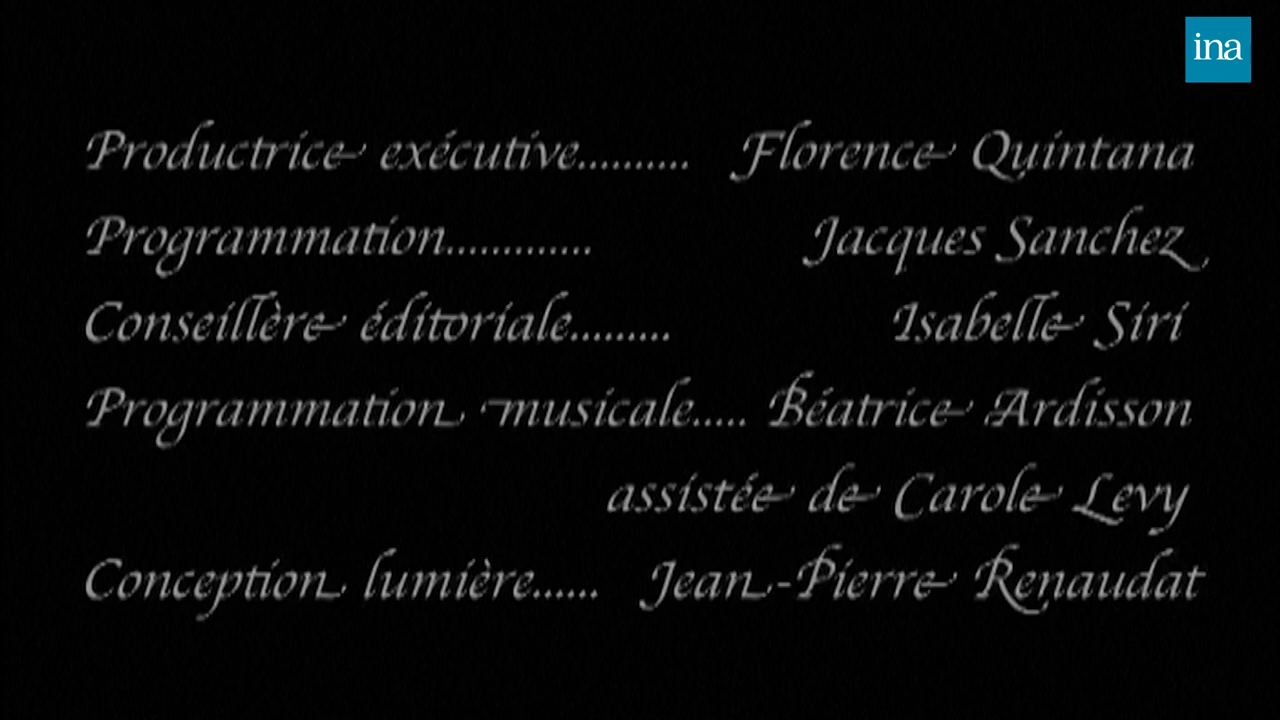 ina
Productrice exécutive.......... Florence Quintana
Programmation............. Jacques Sanchez
Conseillère éditoriale......... Isabelle Siri
Programmation musicale..... Béatrice Ardisson
assistée de Carole Levy
Conception lumière...... Jean-Pierre Renaudat